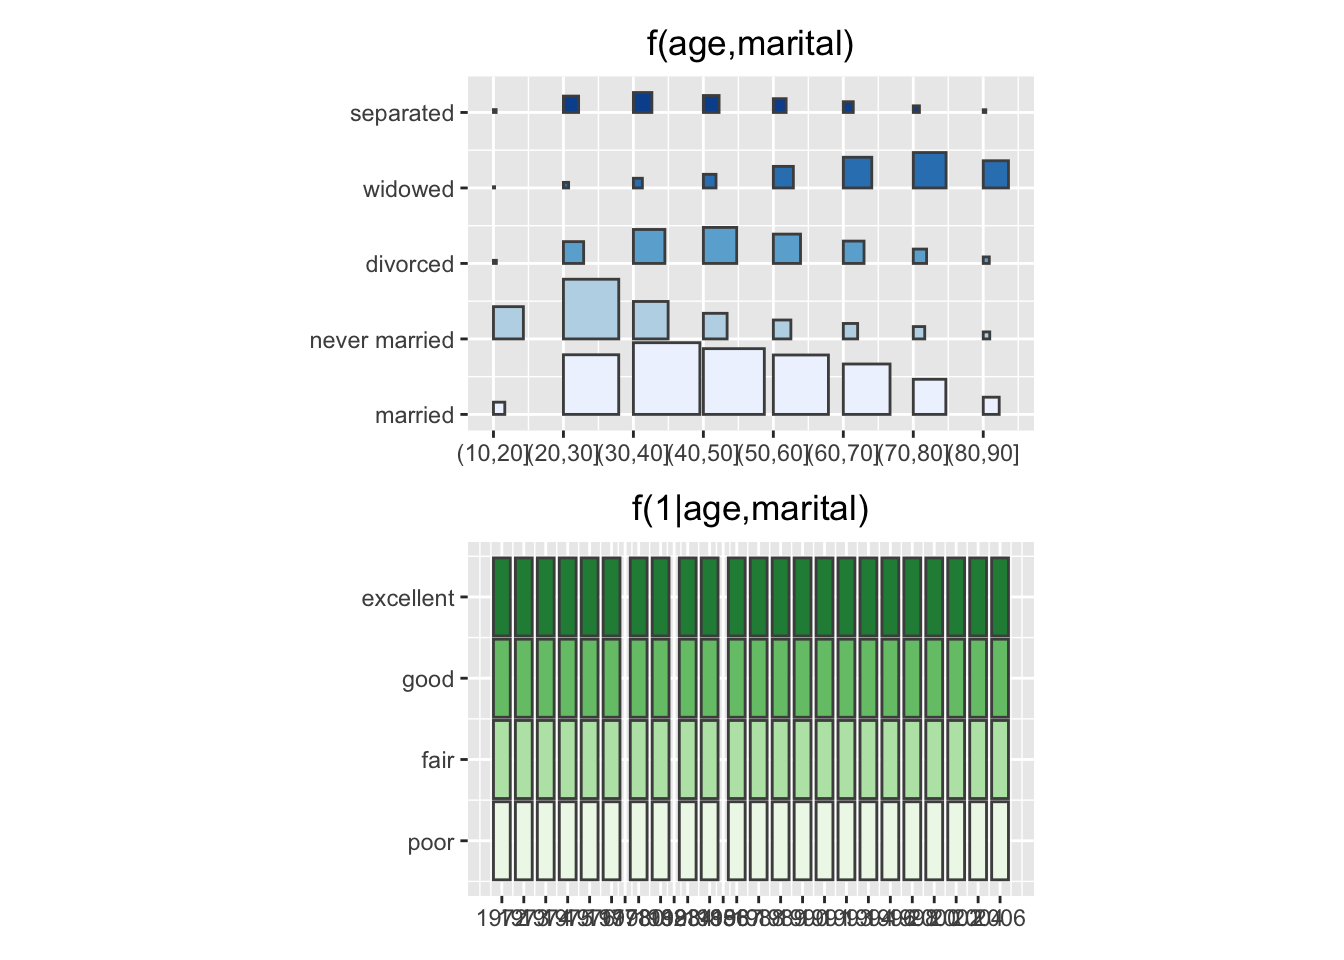 f(age,marital)
separated
widowed
divorced
never married
married
(10,20] (20,30] (30,40] (40,50] (50,60] (60,70] (70,80] (80,90]
f(1|age,marital)
excellent
good
fair
poor